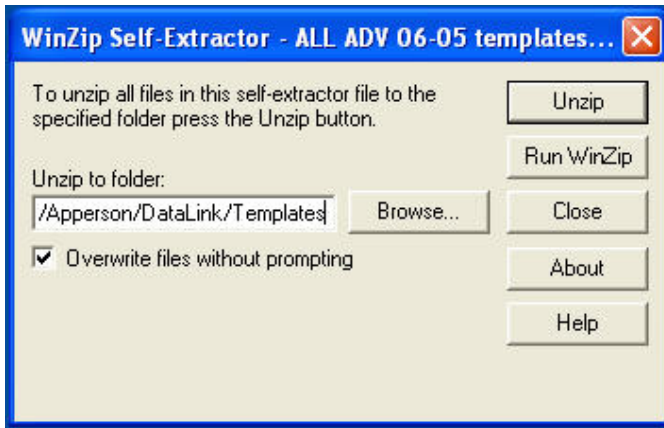 WinZip Self-Extractor - ALL ADV 06-05 templates...
To unzip all files in this self-extractor file to the
specified folder press the Unzip button.
Unzip to folder:
/Apperson/DataLink/Templates
Browse...
Overwrite files without prompting
Unzip
Run WinZip
Close
About
Help